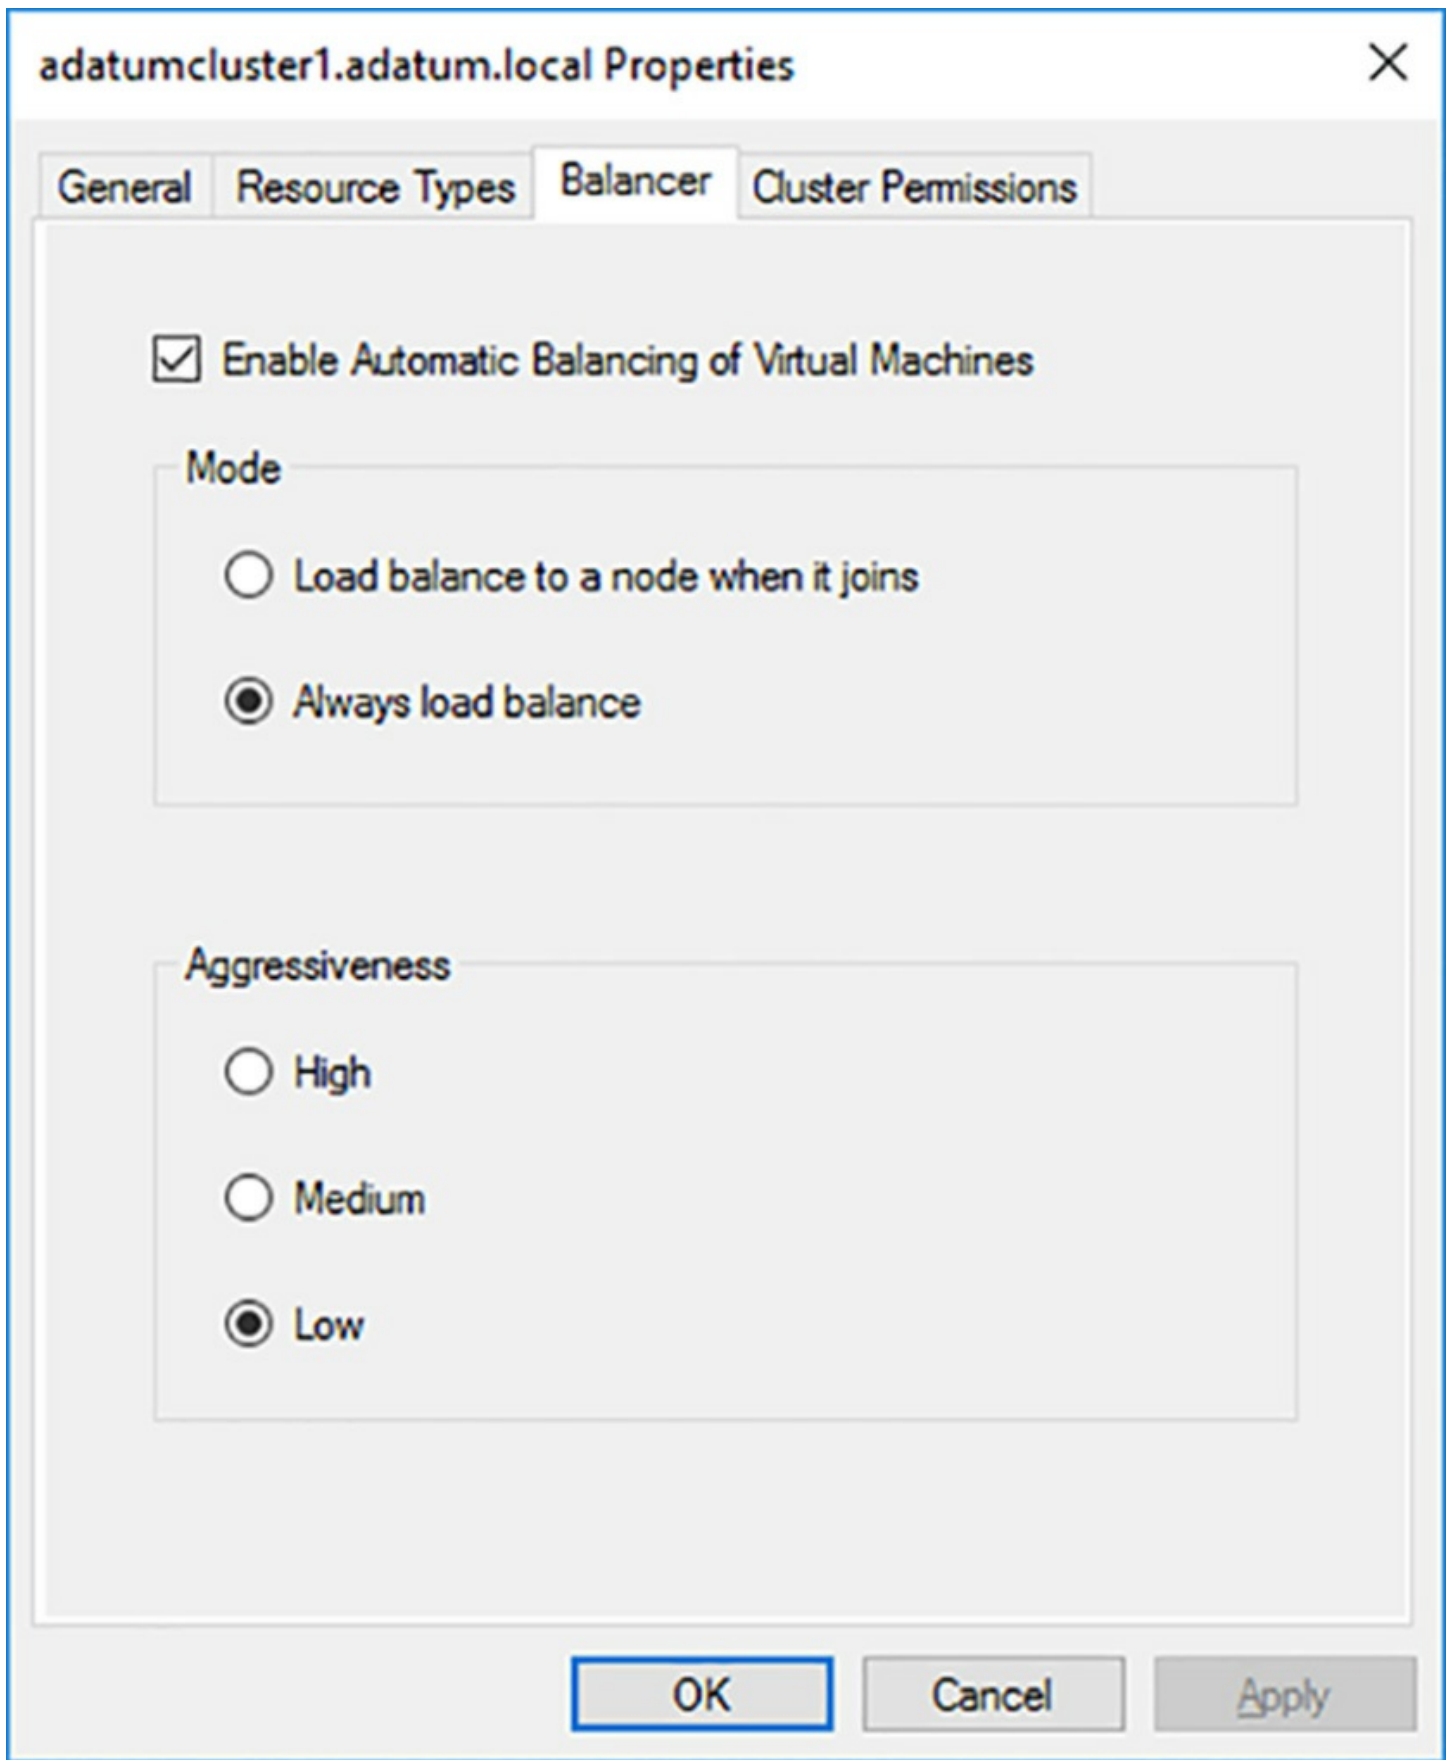 adatumcluster1.adatum.local Properties
General Resource Types Balancer Cluster Permissions
Enable Automatic Balancing of Virtual Machines
Mode
Load balance to a node when it joins
Always load balance
Aggressiveness
High
Medium
Low
OK Cancel Apply